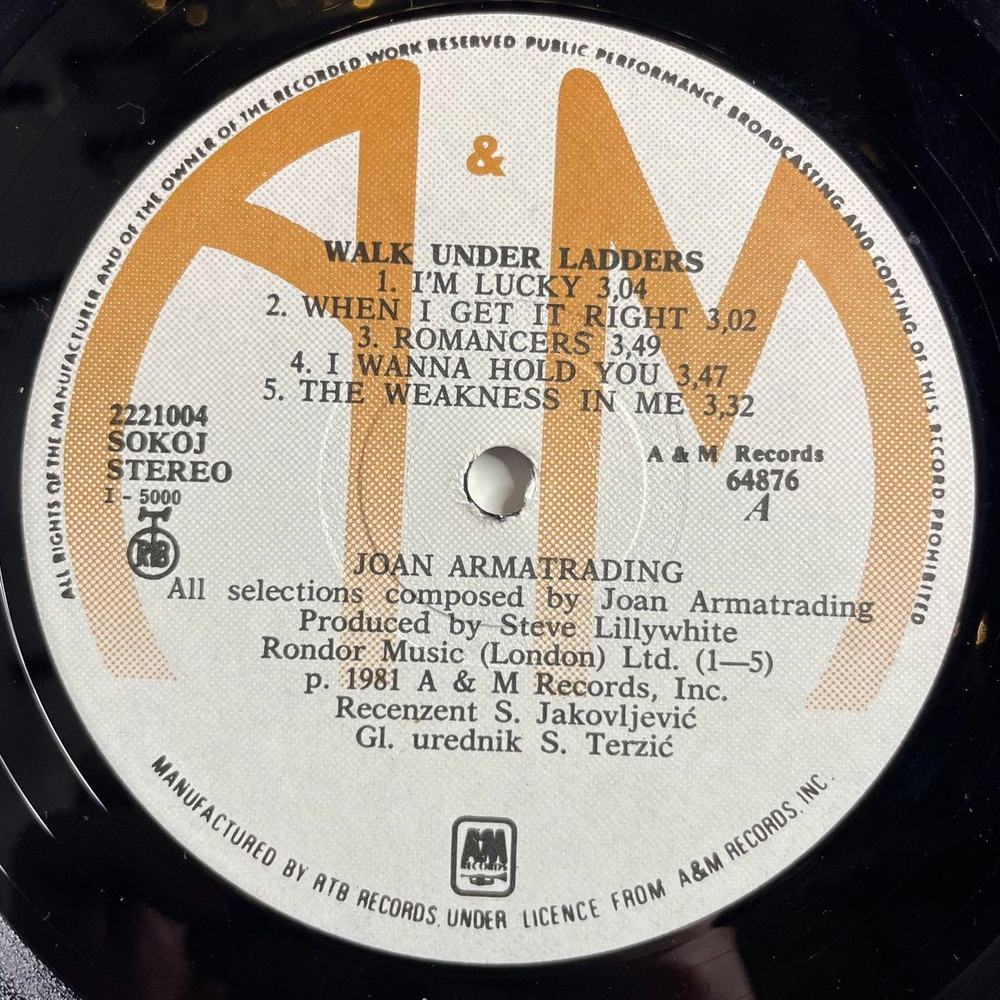 ALL RIGHTS OF THE MANUFACTURER AND OF THE OWNER OF THE RECORDED WORK RESERVED PUBLIC PERFORMANCE BROADCASTING AND COPYING OF THIS RECORD PROHIBITED
A & M
WALK UNDER LADDERS
1. I'M LUCKY 3,04
2. WHEN I GET IT RIGHT 3,02
3. ROMANCERS 3,49
4. I WANNA HOLD YOU 3,47
5. THE WEAKNESS IN ME 3,32
2221004
SOKOJ
STEREO
I - 5000
RTB
A & M Records
64876
A
JOAN ARMATRADING
All selections composed by Joan Armatrading
Produced by Steve Lillywhite
Rondor Music (London) Ltd. (1—5)
p. 1981 A & M Records, Inc.
Recenzent S. Jakovljević
Gl. urednik S. Terzić
A&M
RECORDS
MANUFACTURED BY RTB RECORDS, UNDER LICENCE FROM A&M RECORDS, INC.